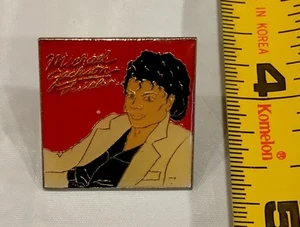 Michael
Jackson
Thriller
IN KOREA
4
Komelon
5